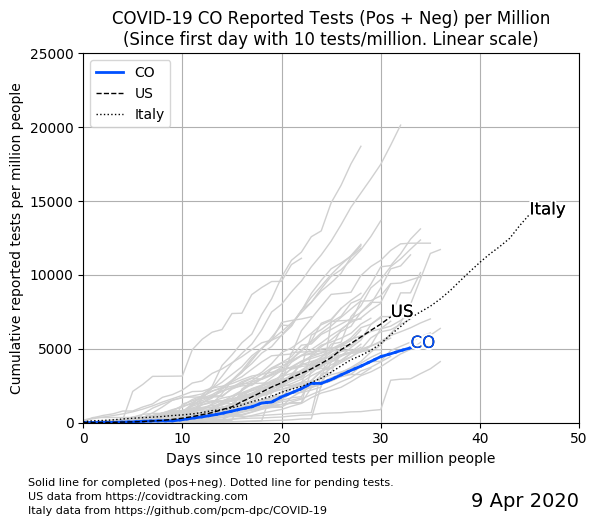 COVID-19 CO Reported Tests (Pos + Neg) per Million
(Since first day with 10 tests/million. Linear scale)
25000
20000
15000
10000
5000
0
Cumulative reported tests per million people
CO
US
Italy
Italy
US
CO
0 10 20 30 40 50
Days since 10 reported tests per million people
Solid line for completed (pos+neg). Dotted line for pending tests.
US data from https://covidtracking.com
Italy data from https://github.com/pcm-dpc/COVID-19
9 Apr 2020